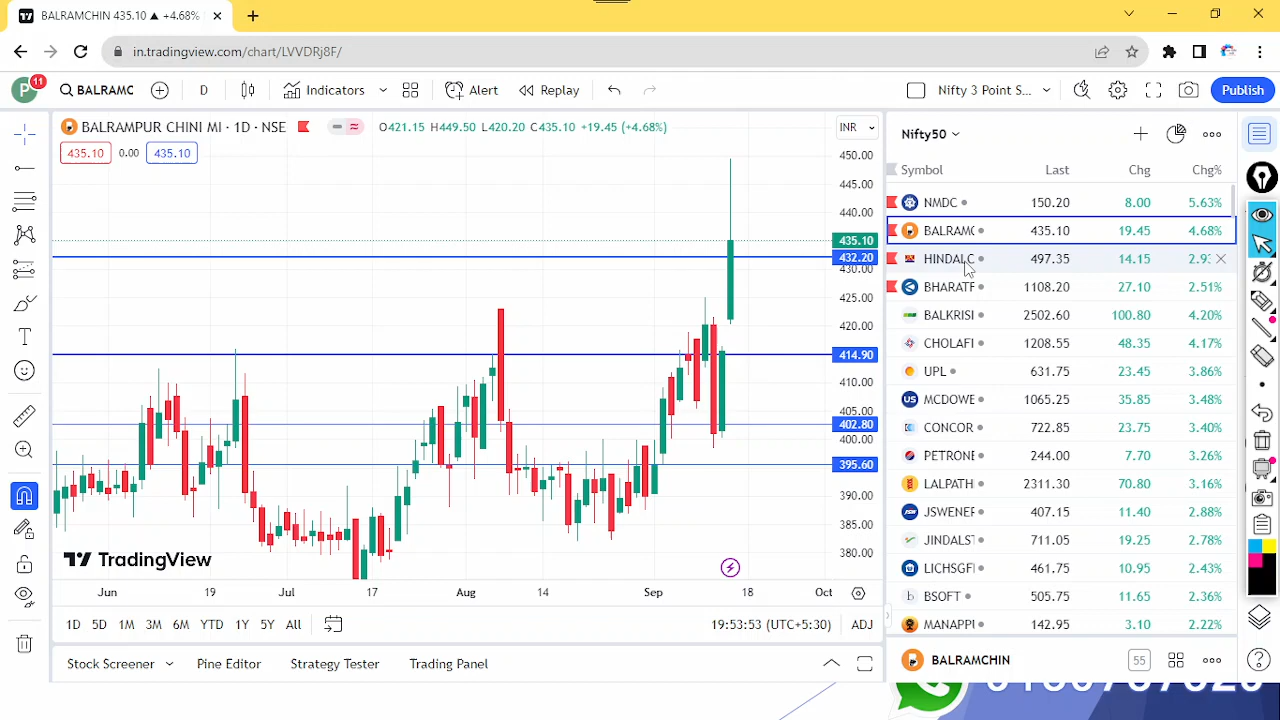 BALRAMCHIN 435.10 ▲ +4.68%
in.tradingview.com/chart/LVVDRj8F/
P 11 BALRAMC D Indicators Alert Replay Nifty 3 Point S... Publish
BALRAMPUR CHINI MI · 1D · NSE O421.15 H449.50 L420.20 C435.10 +19.45 (+4.68%) INR
435.10 0.00 435.10
450.00
445.00
440.00
435.10
432.20
430.00
425.00
420.00
414.90
410.00
405.00
402.80
400.00
395.60
390.00
385.00
380.00
TradingView
Jun 19 Jul 17 Aug 14 Sep 18 Oct
1D 5D 1M 3M 6M YTD 1Y 5Y All 19:53:53 (UTC+5:30) ADJ
Stock Screener Pine Editor Strategy Tester Trading Panel
Nifty50
Symbol Last Chg Chg%
NMDC 150.20 8.00 5.63%
BALRAMC 435.10 19.45 4.68%
HINDALC 497.35 14.15 2.93
BHARATF 1108.20 27.10 2.51%
BALKRISI 2502.60 100.80 4.20%
CHOLAFI 1208.55 48.35 4.17%
UPL 631.75 23.45 3.86%
MCDOWE 1065.25 35.85 3.48%
CONCOR 722.85 23.75 3.40%
PETRONE 244.00 7.70 3.26%
LALPATH 2311.30 70.80 3.16%
JSWENEF 407.15 11.40 2.88%
JINDALST 711.05 19.25 2.78%
LICHSGFI 461.75 10.95 2.43%
BSOFT 505.75 11.65 2.36%
MANAPPI 142.95 3.10 2.22%
BALRAMCHIN 55